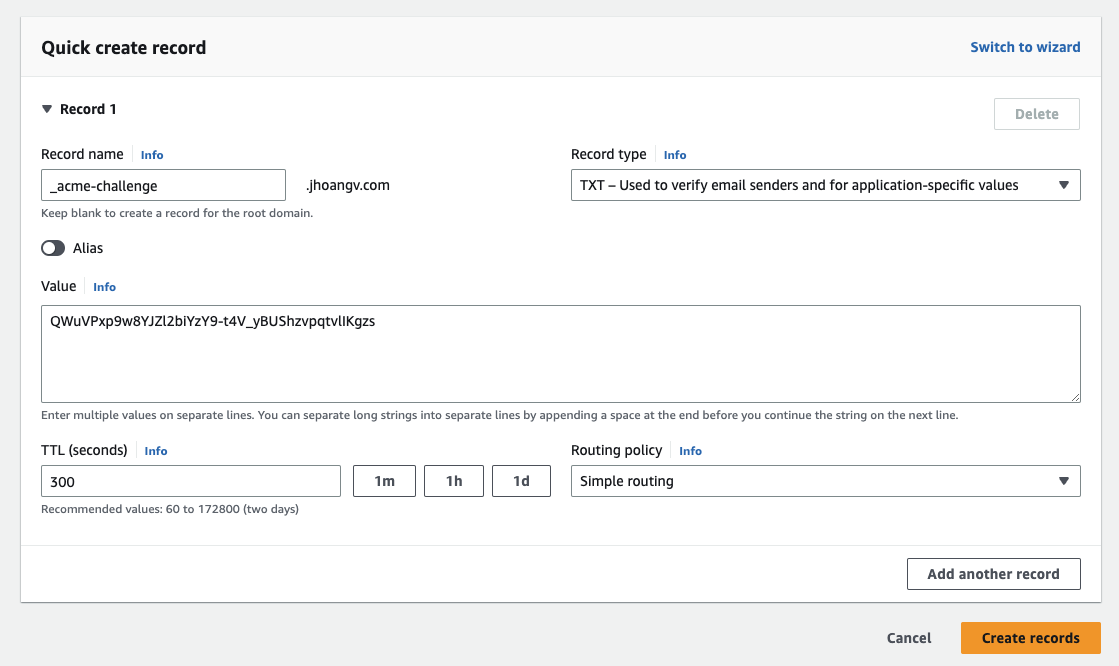 Quick create record
Switch to wizard
Record 1
Delete
Record name Info
Record type Info
_acme-challenge .jhoangv.com
TXT – Used to verify email senders and for application-specific values
Keep blank to create a record for the root domain.
Alias
Value Info
QWuVPxp9w8YJZl2biYzY9-t4V_yBUShzvpqtvlIKgzs
Enter multiple values on separate lines. You can separate long strings into separate lines by appending a space at the end before you continue the string on the next line.
TTL (seconds) Info
Routing policy Info
300 1m 1h 1d
Simple routing
Recommended values: 60 to 172800 (two days)
Add another record
Cancel
Create records